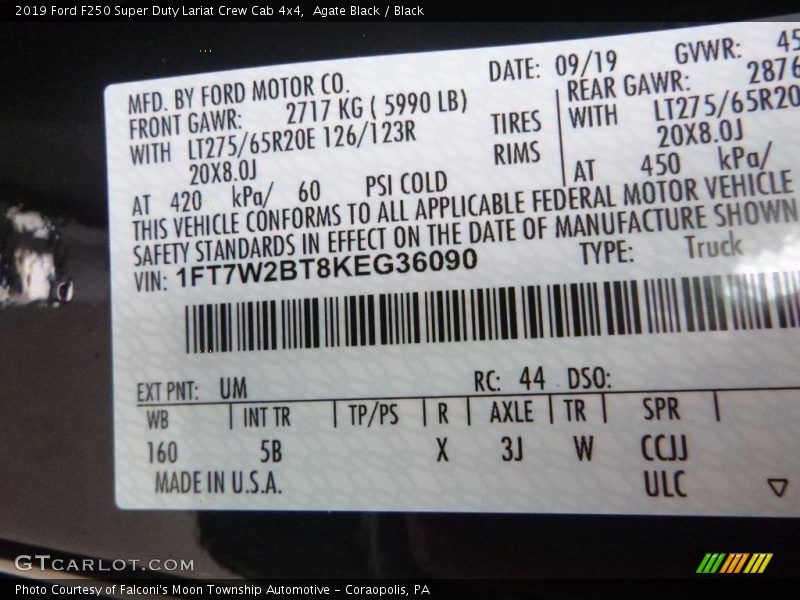 2019 Ford F250 Super Duty Lariat Crew Cab 4x4, Agate Black / Black
MFD. BY FORD MOTOR CO.
DATE: 09/19
GVWR: 45
FRONT GAWR: 2717 KG ( 5990 LB)
REAR GAWR: 2876
WITH LT275/65R20E 126/123R
TIRES
WITH LT275/65R20
20X8.0J
RIMS
20X8.0J
AT 420 kPa/ 60 PSI COLD
AT 450 kPa/
THIS VEHICLE CONFORMS TO ALL APPLICABLE FEDERAL MOTOR VEHICLE
SAFETY STANDARDS IN EFFECT ON THE DATE OF MANUFACTURE SHOWN
VIN: 1FT7W2BT8KEG36090
TYPE: Truck
EXT PNT: UM
RC: 44 DSO:
WB INT TR TP/PS R AXLE TR SPR
160 5B X 3J W CCJJ
MADE IN U.S.A.
ULC
GTCARLOT.COM
Photo Courtesy of Falconi's Moon Township Automotive - Coraopolis, PA